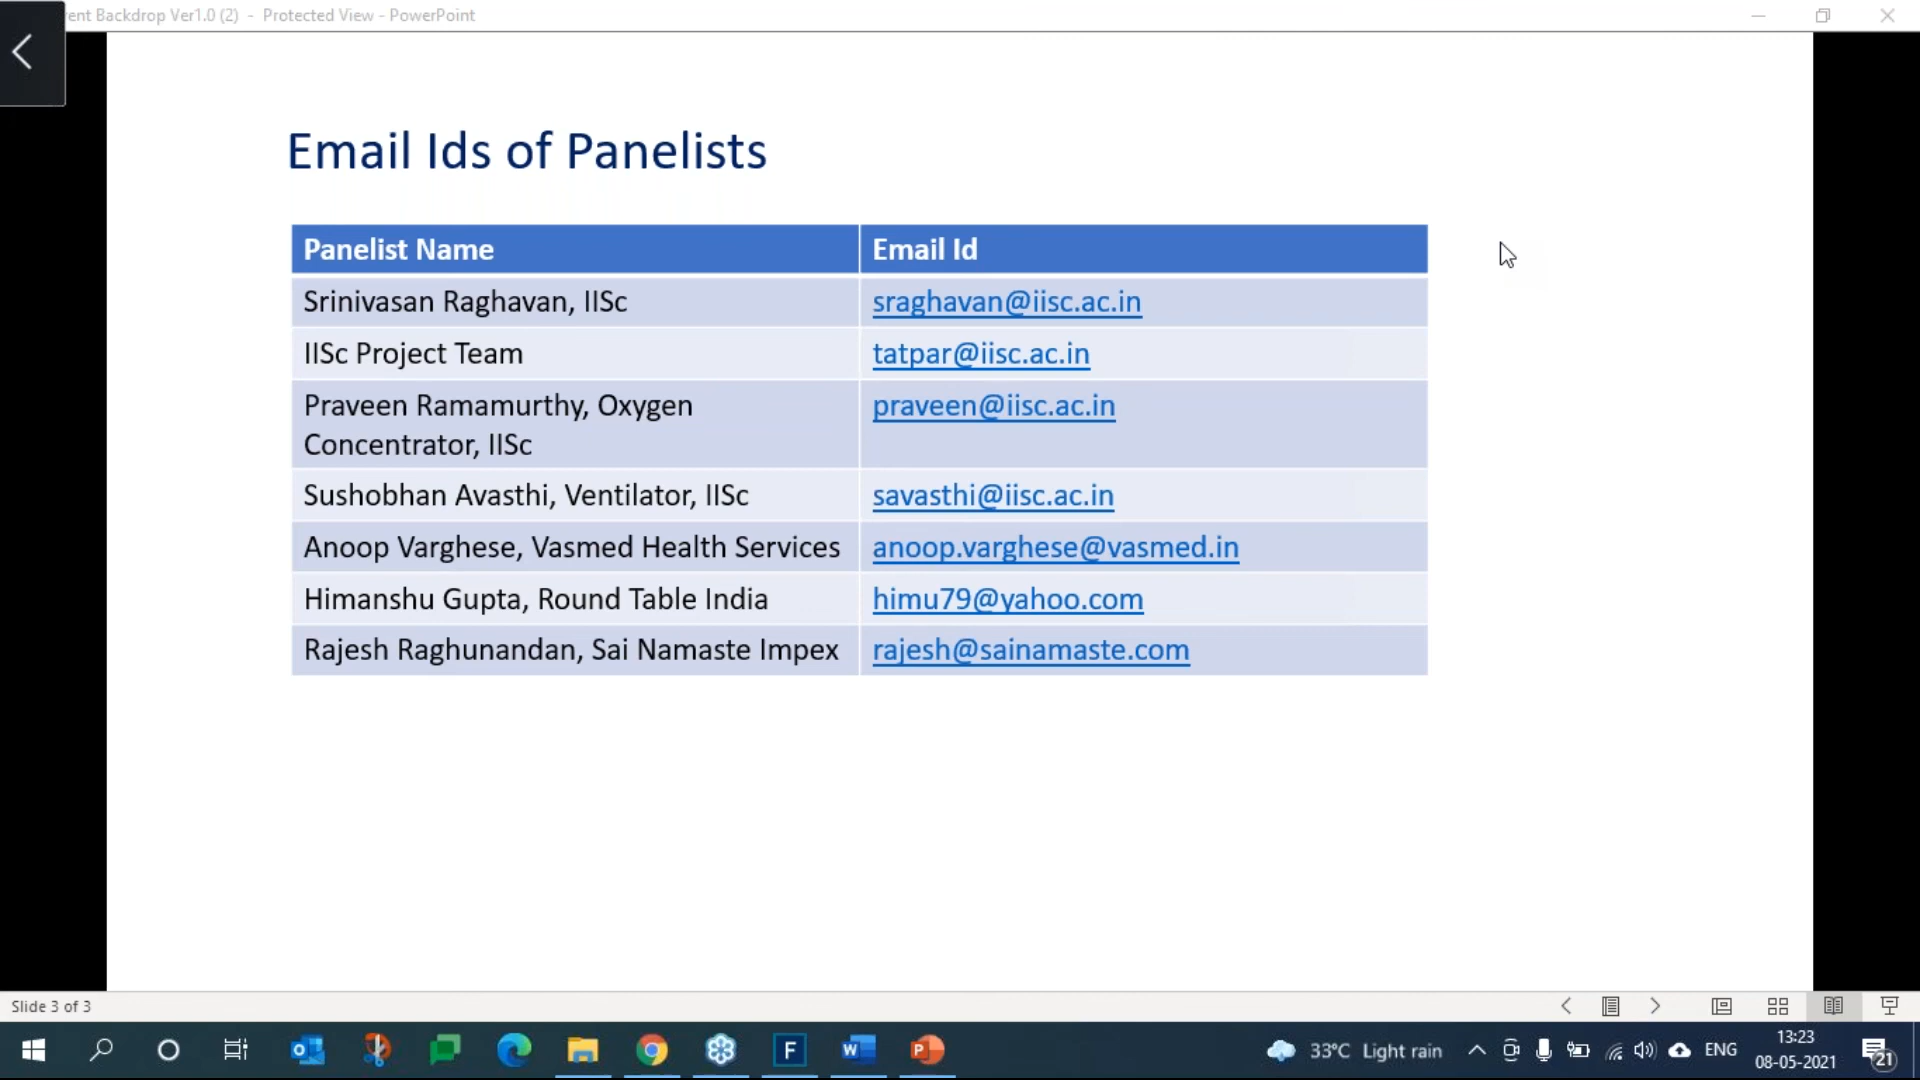 ent Backdrop Ver1.0 (2) - Protected View - PowerPoint
Email Ids of Panelists
Panelist Name Email Id
Srinivasan Raghavan, IISc sraghavan@iisc.ac.in
IISc Project Team tatpar@iisc.ac.in
Praveen Ramamurthy, Oxygen praveen@iisc.ac.in
Concentrator, IISc
Sushobhan Avasthi, Ventilator, IISc savasthi@iisc.ac.in
Anoop Varghese, Vasmed Health Services anoop.varghese@vasmed.in
Himanshu Gupta, Round Table India himu79@yahoo.com
Rajesh Raghunandan, Sai Namaste Impex rajesh@sainamaste.com
Slide 3 of 3
33°C Light rain ENG 13:23
08-05-2021 21